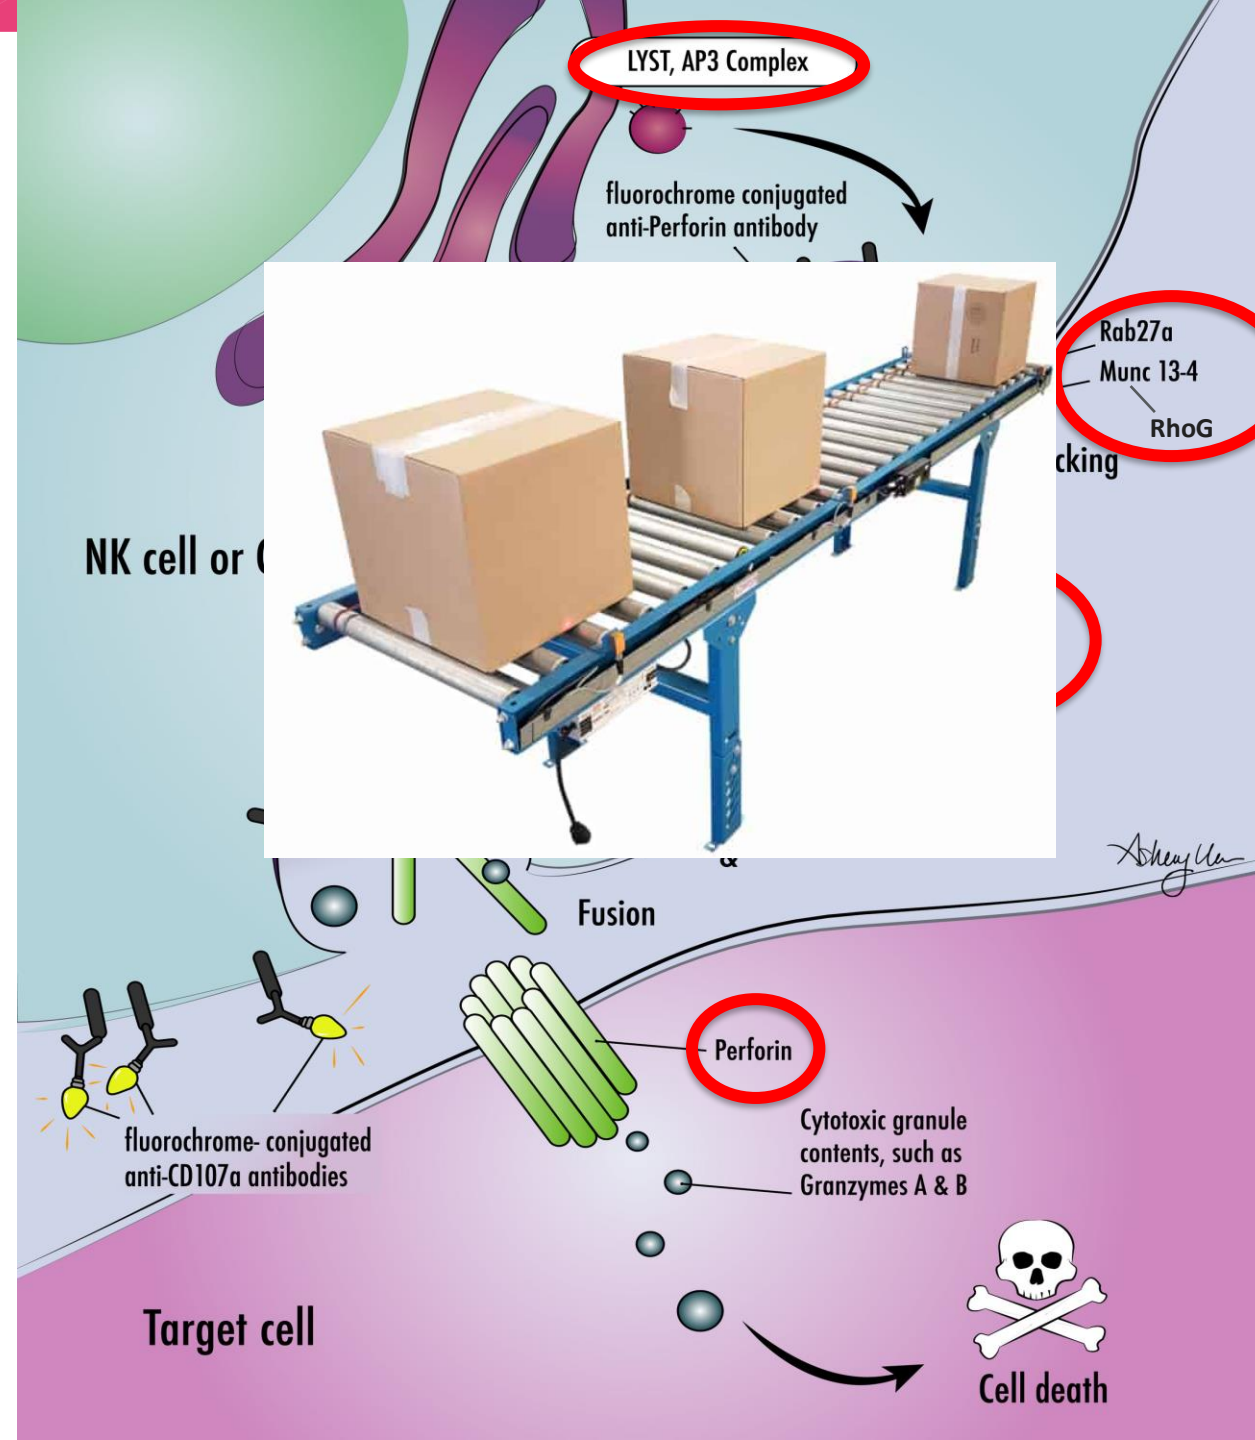 LYST, AP3 Complex
fluorochrome conjugated
anti-Perforin antibody
Rab27a
Munc 13-4
RhoG
cking
NK cell or
&
Fusion
Perforin
Cytotoxic granule
contents, such as
Granzymes A & B
fluorochrome- conjugated
anti-CD107a antibodies
Target cell
Cell death